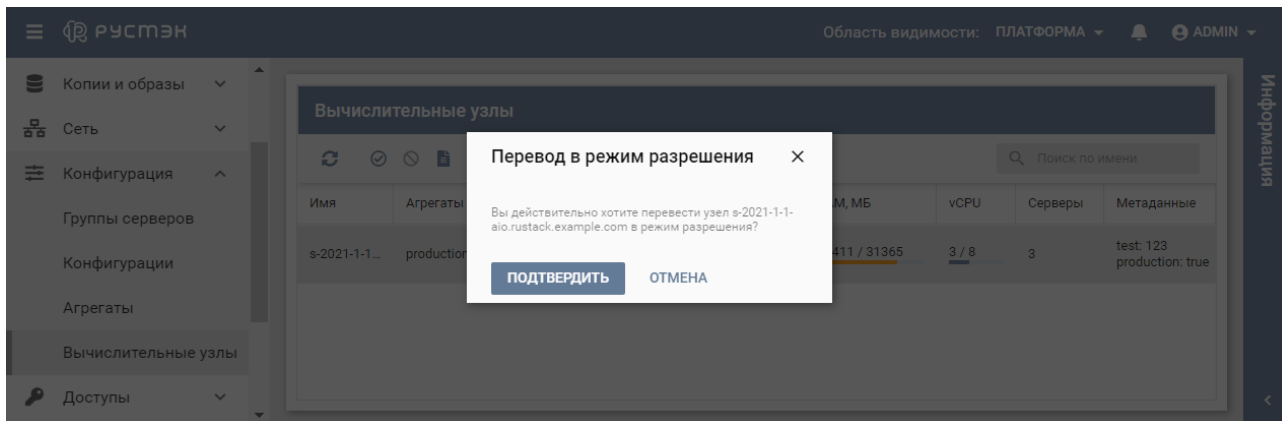 РУСТЭК
Область видимости: ПЛАТФОРМА
ADMIN
Копии и образы
Сеть
Конфигурация
Группы серверов
Конфигурации
Агрегаты
Вычислительные узлы
Доступы
Вычислительные узлы
Поиск по имени
Имя Агрегаты М, МБ vCPU Серверы Метаданные
s-2021-1-1... production 411 / 31365 3 / 8 3 test: 123
production: true
Перевод в режим разрешения
Вы действительно хотите перевести узел s-2021-1-1-
aio.rustack.example.com в режим разрешения?
ПОДТВЕРДИТЬ ОТМЕНА
Информация